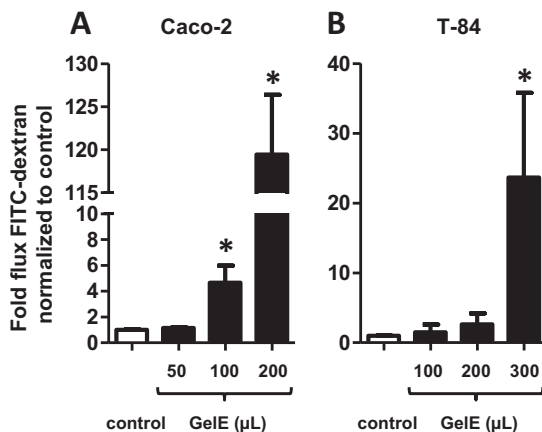 A Caco-2
B T-84
Fold flux FITC-dextran
normalized to control
130
125
120
115
10
8
6
4
2
0
*
*
50 100 200
control GelE (µL)
40
30
20
10
0
*
100 200 300
control GelE (µL)